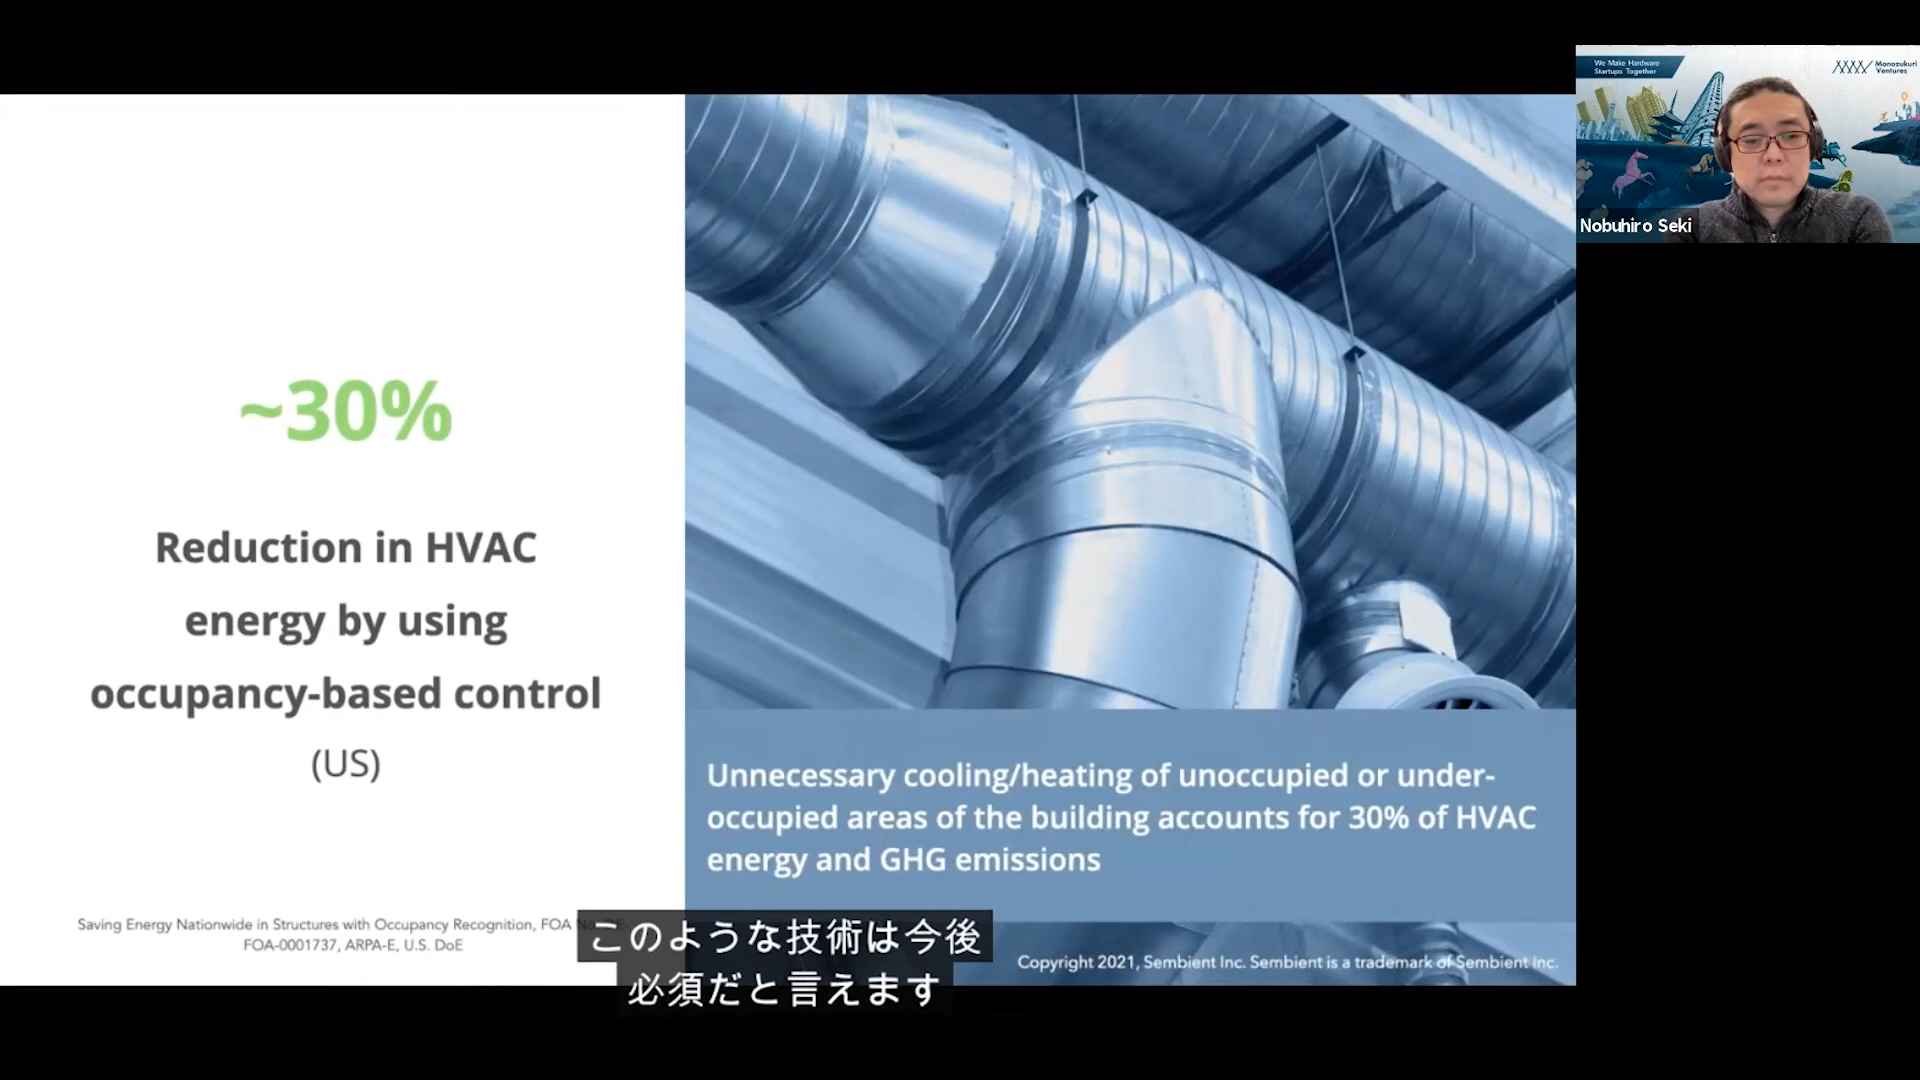 ~30%
Reduction in HVAC
energy by using
occupancy-based control
(US)
Saving Energy Nationwide in Structures with Occupancy Recognition, FOA
FOA-0001737, ARPA-E, U.S. DoE
Unnecessary cooling/heating of unoccupied or under-
occupied areas of the building accounts for 30% of HVAC
energy and GHG emissions
Copyright 2021, Sembient Inc. Sembient is a trademark of Sembient Inc.
このような技術は今後
必須だと言えます
We Make Hardware
Startups Together
Monozukuri
Ventures
Nobuhiro Seki